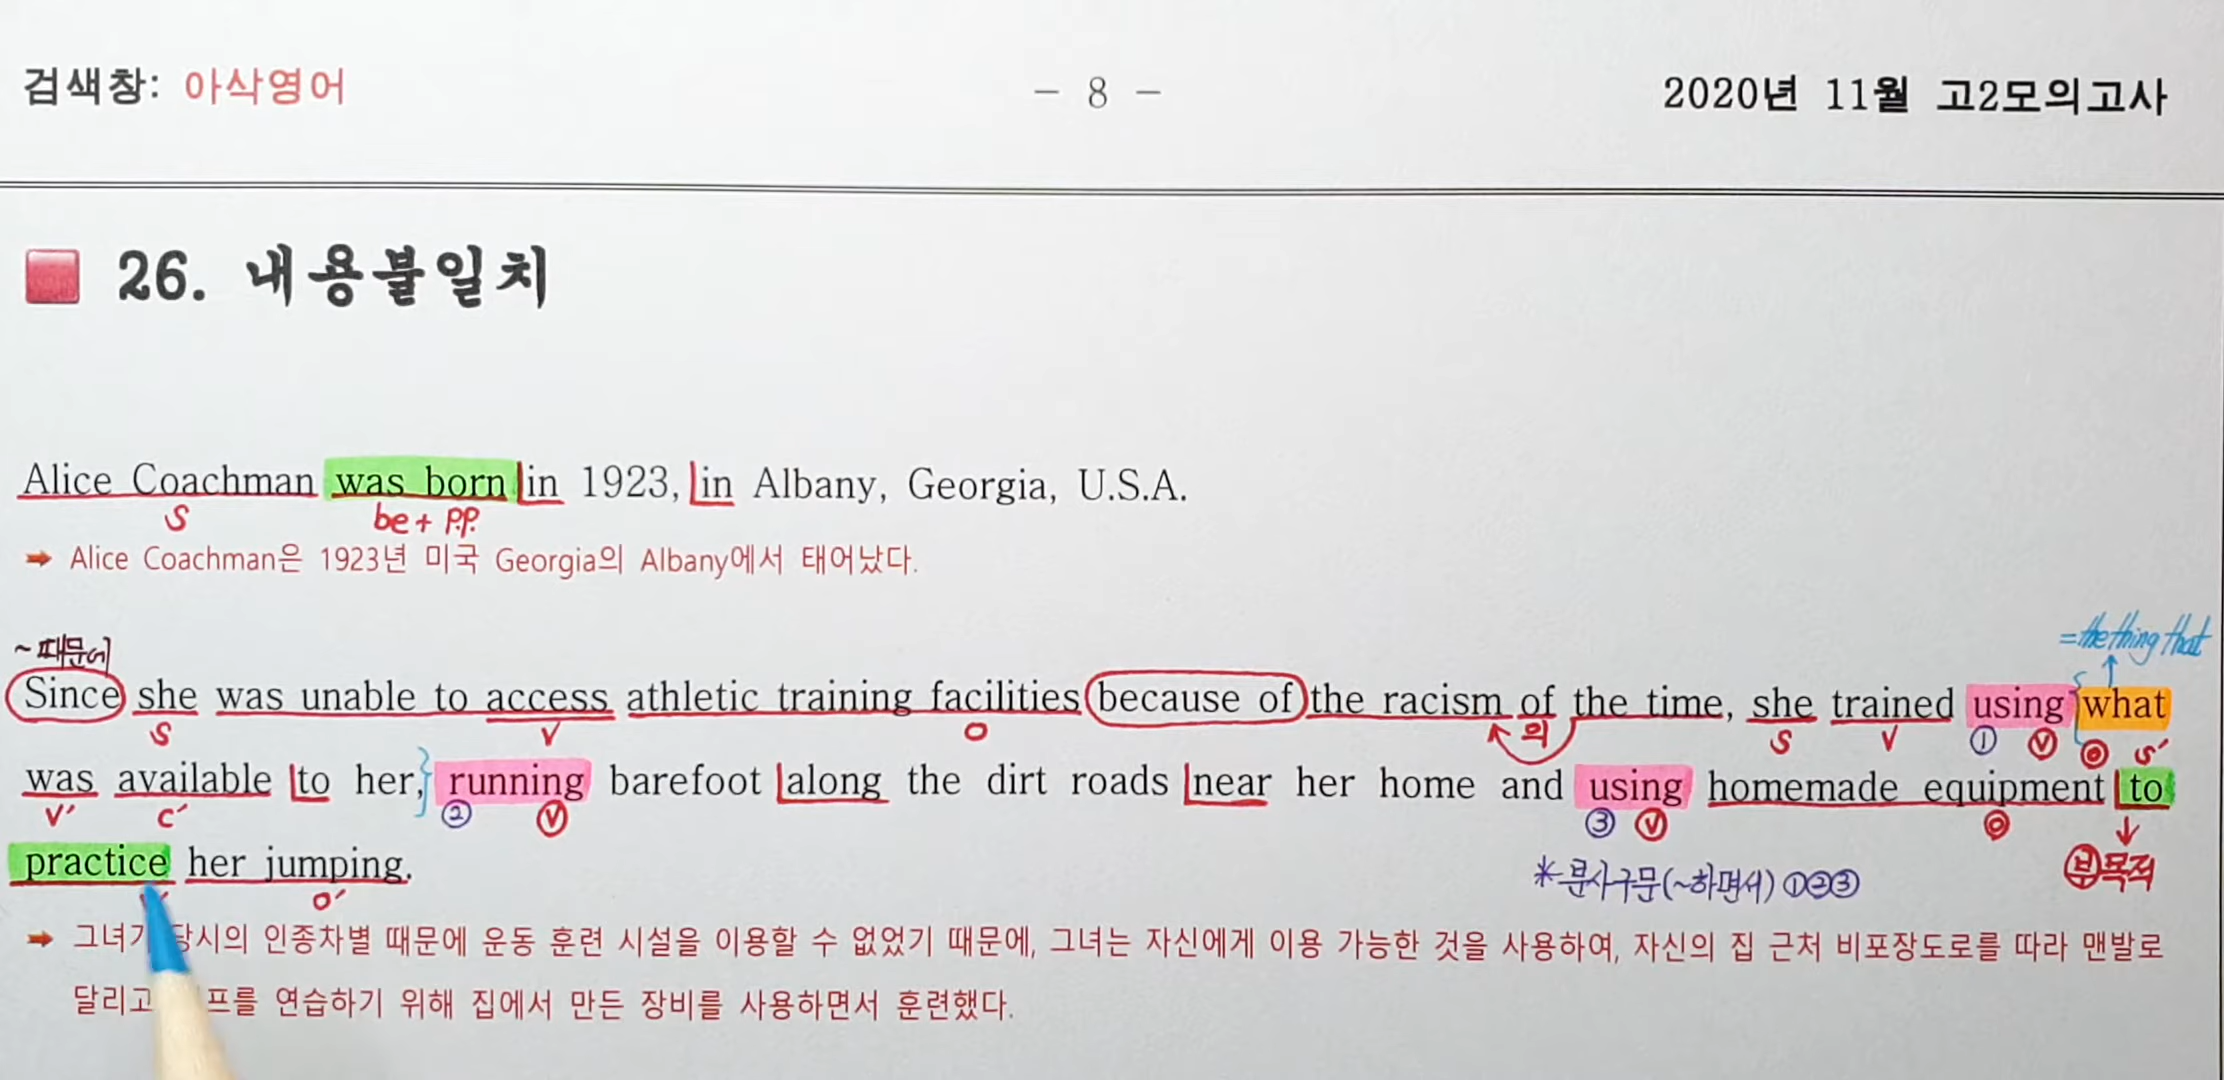 검색창: 아삭영어
- 8 -
2020년 11월 고2모의고사
26. 내용불일치
Alice Coachman was born in 1923, in Albany, Georgia, U.S.A.
S be + P.P.
➡ Alice Coachman은 1923년 미국 Georgia의 Albany에서 태어났다.
~때문에 =the thing that
Since she was unable to access athletic training facilities because of the racism of the time, she trained using what
S V O 의 S V ① Ⓥ ⓞ S′
was available to her, running barefoot along the dirt roads near her home and using homemade equipment to
V′ C′ ② Ⓥ ③ Ⓥ ⓞ
practice her jumping.
O′ *분사구문(~하면서)①②③ 부목적
➡ 그녀가 당시의 인종차별 때문에 운동 훈련 시설을 이용할 수 없었기 때문에, 그녀는 자신에게 이용 가능한 것을 사용하여, 자신의 집 근처 비포장도로를 따라 맨발로
달리고 프를 연습하기 위해 집에서 만든 장비를 사용하면서 훈련했다.